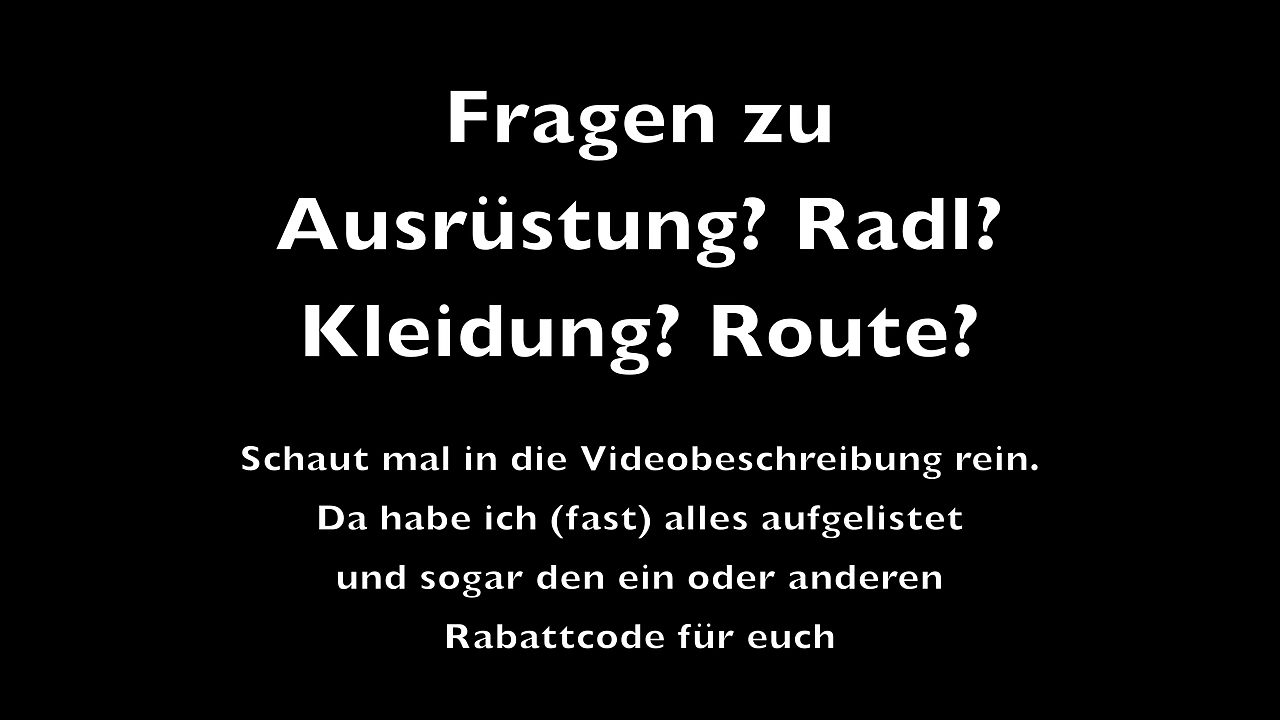 Fragen zu
Ausrüstung? Radl?
Kleidung? Route?
Schaut mal in die Videobeschreibung rein.
Da habe ich (fast) alles aufgelistet
und sogar den ein oder anderen
Rabattcode für euch